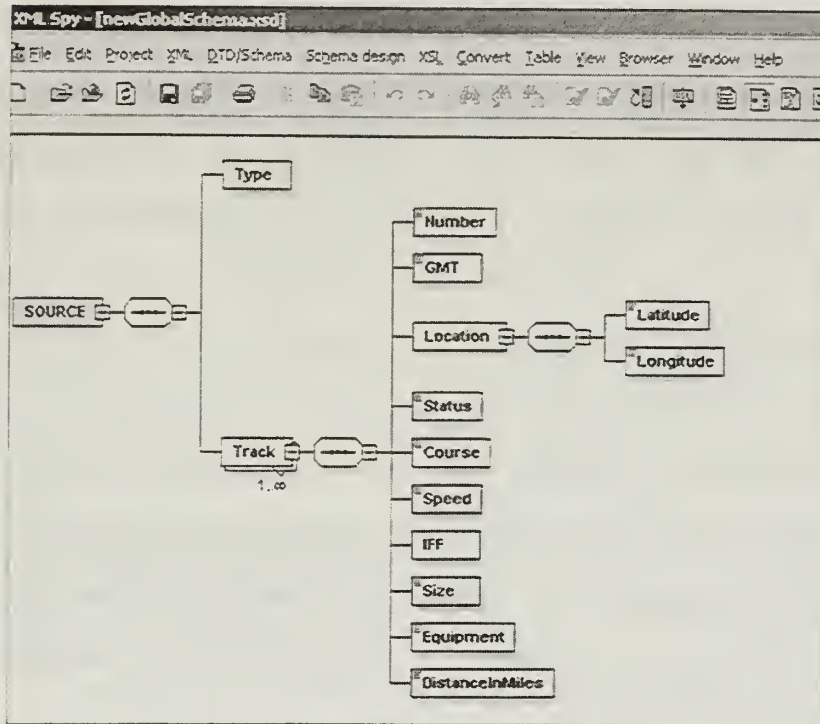 XML Spy - [newGlobalSchema.xsd]
File Edit Project XML DTD/Schema Schema design XSL Convert Table View Browser Window Help
Type
Number
GMT
SOURCE
Location
Latitude
Longitude
Status
Track
Course
1..∞
Speed
IFF
Size
Equipment
DistanceInMiles